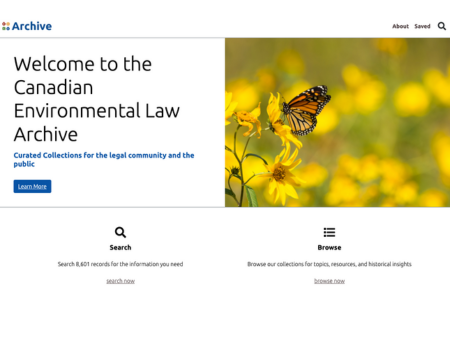 Archive
About Saved
Welcome to the
Canadian
Environmental Law
Archive
Curated Collections for the legal community and the
public
Learn More
Search
Search 8,601 records for the information you need
search now
Browse
Browse our collections for topics, resources, and historical insights
browse now